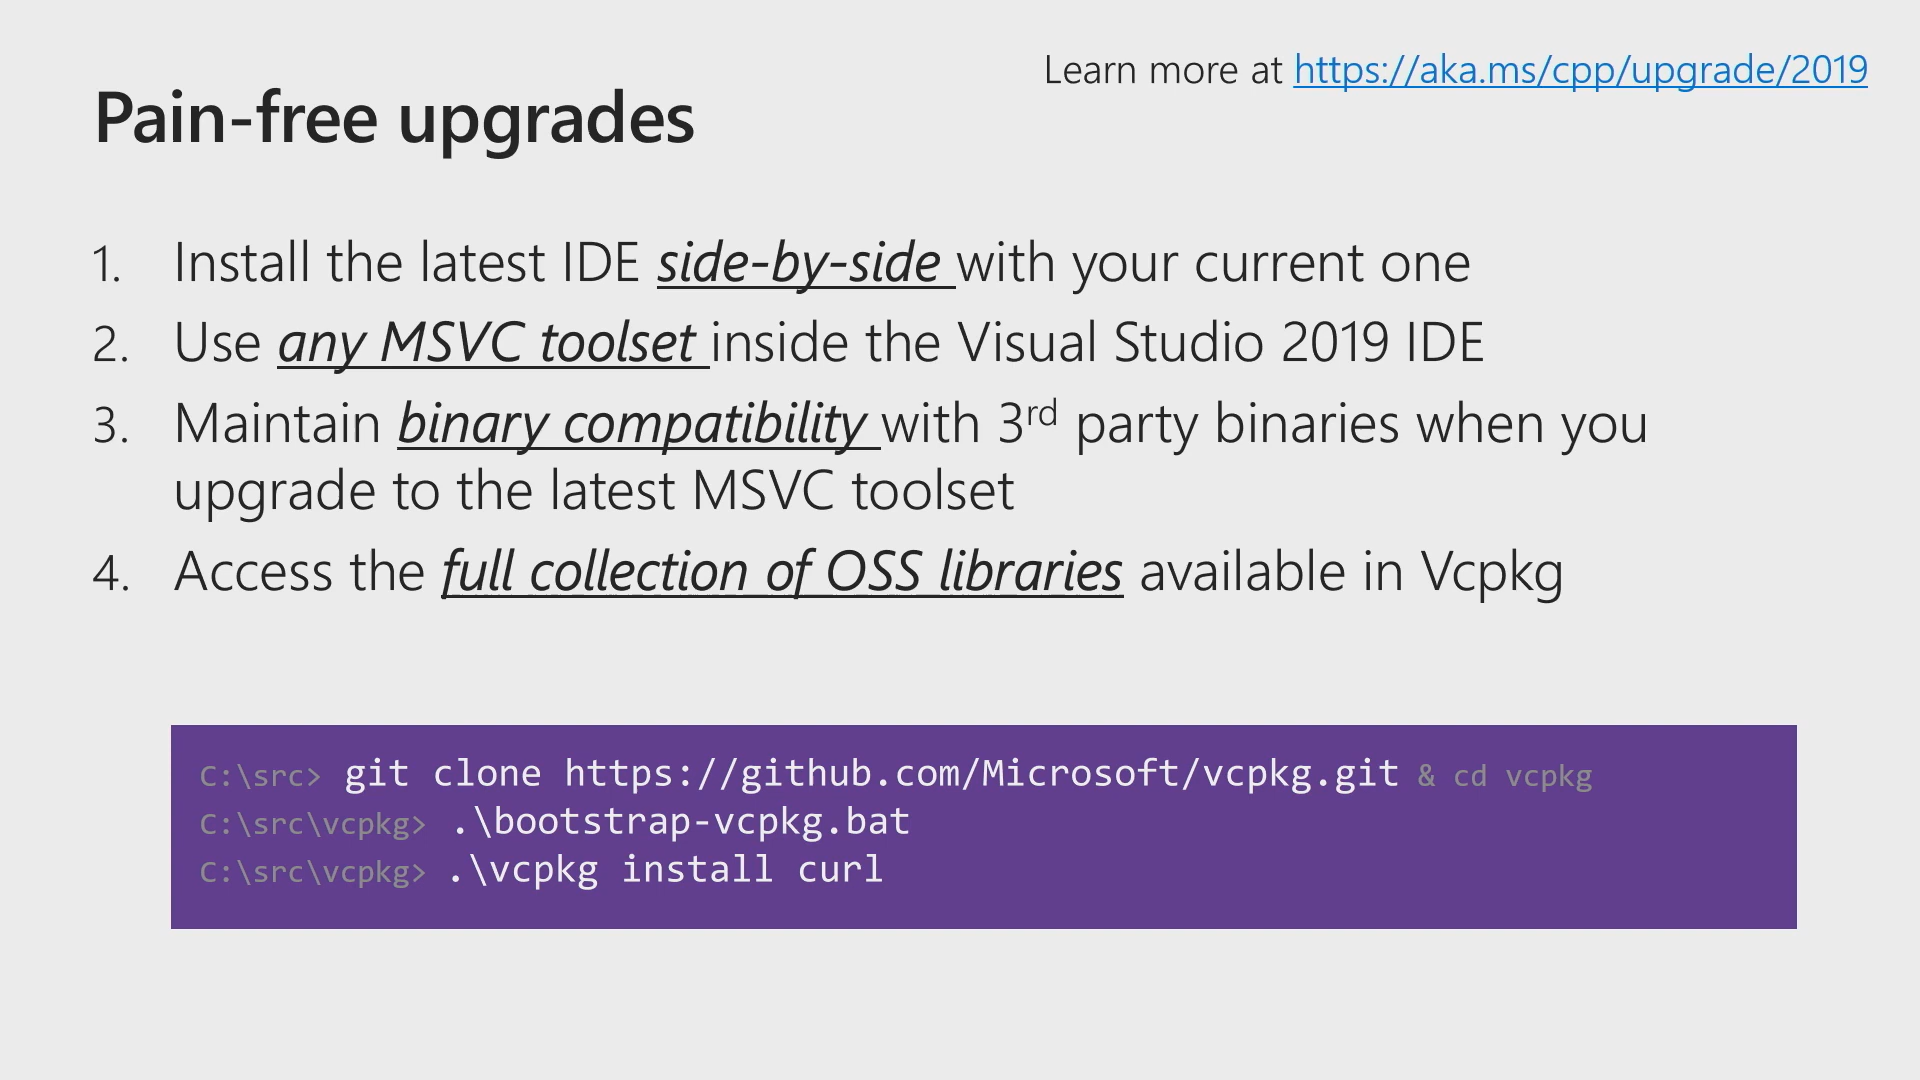 Learn more at https://aka.ms/cpp/upgrade/2019
Pain-free upgrades
1. Install the latest IDE side-by-side with your current one
2. Use any MSVC toolset inside the Visual Studio 2019 IDE
3. Maintain binary compatibility with 3rd party binaries when you
upgrade to the latest MSVC toolset
4. Access the full collection of OSS libraries available in Vcpkg
C:\src> git clone https://github.com/Microsoft/vcpkg.git & cd vcpkg
C:\src\vcpkg> .\bootstrap-vcpkg.bat
C:\src\vcpkg> .\vcpkg install curl